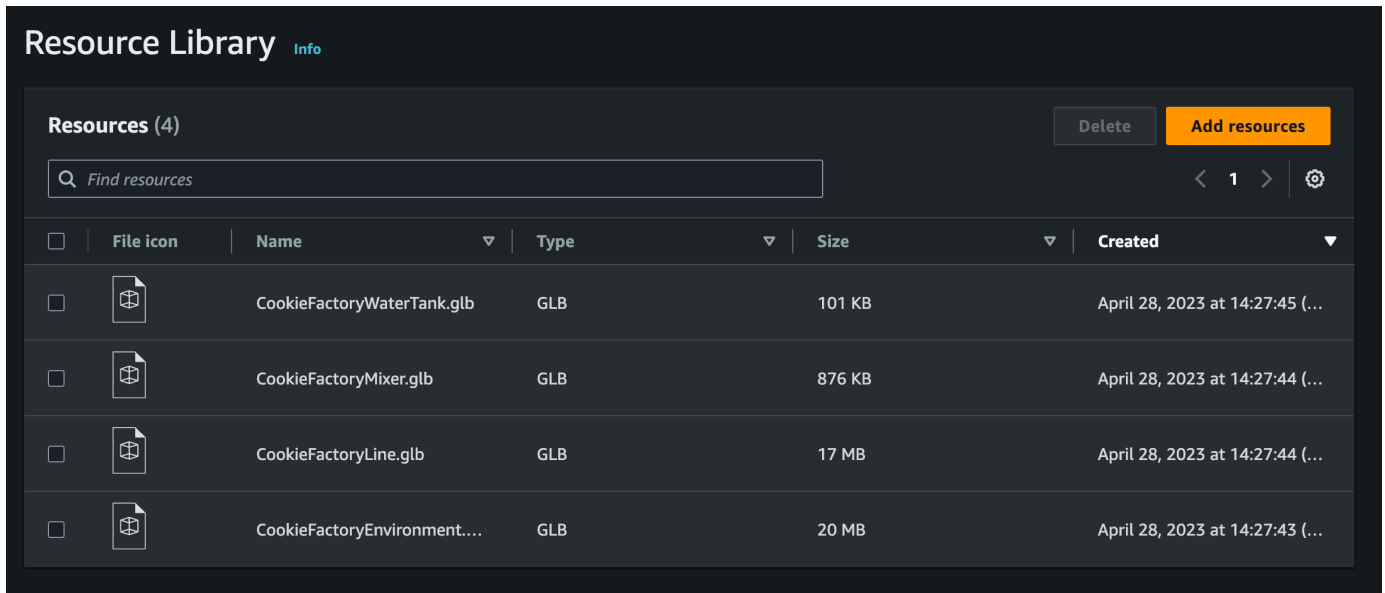 Resource Library Info
Resources (4)
Delete Add resources
Find resources
1
File icon Name Type Size Created
CookieFactoryWaterTank.glb GLB 101 KB April 28, 2023 at 14:27:45 (...
CookieFactoryMixer.glb GLB 876 KB April 28, 2023 at 14:27:44 (...
CookieFactoryLine.glb GLB 17 MB April 28, 2023 at 14:27:44 (...
CookieFactoryEnvironment.... GLB 20 MB April 28, 2023 at 14:27:43 (...